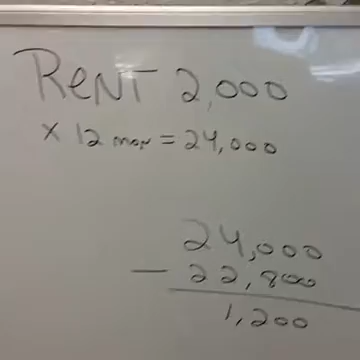 RENT 2,000
x 12 mon = 24,000
24,000
- 22,800
1,200